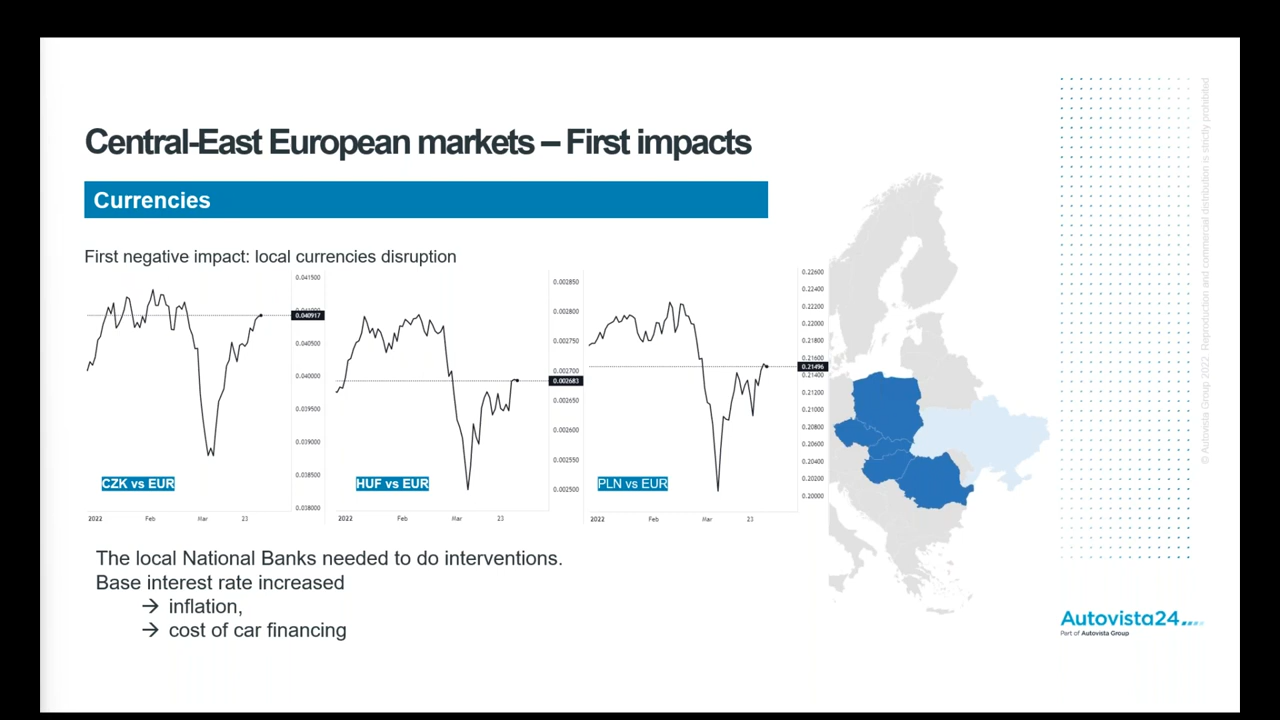 Central-East European markets – First impacts
Currencies
First negative impact: local currencies disruption
0.041500
0.040917
0.040500
0.040000
0.039500
0.039000
0.038500
0.038000
CZK vs EUR
2022 Feb Mar 23
0.002850
0.002800
0.002750
0.002700
0.002683
0.002650
0.002600
0.002550
0.002500
HUF vs EUR
2022 Feb Mar 23
0.22600
0.22400
0.22200
0.22000
0.21800
0.21600
0.21496
0.21400
0.21200
0.21000
0.20800
0.20600
0.20400
0.20200
0.20000
PLN vs EUR
2022 Feb Mar 23
The local National Banks needed to do interventions.
Base interest rate increased
→ inflation,
→ cost of car financing
© Autovista Group 2022. Reproduction and commercial distribution is strictly prohibited
Autovista24
Part of Autovista Group